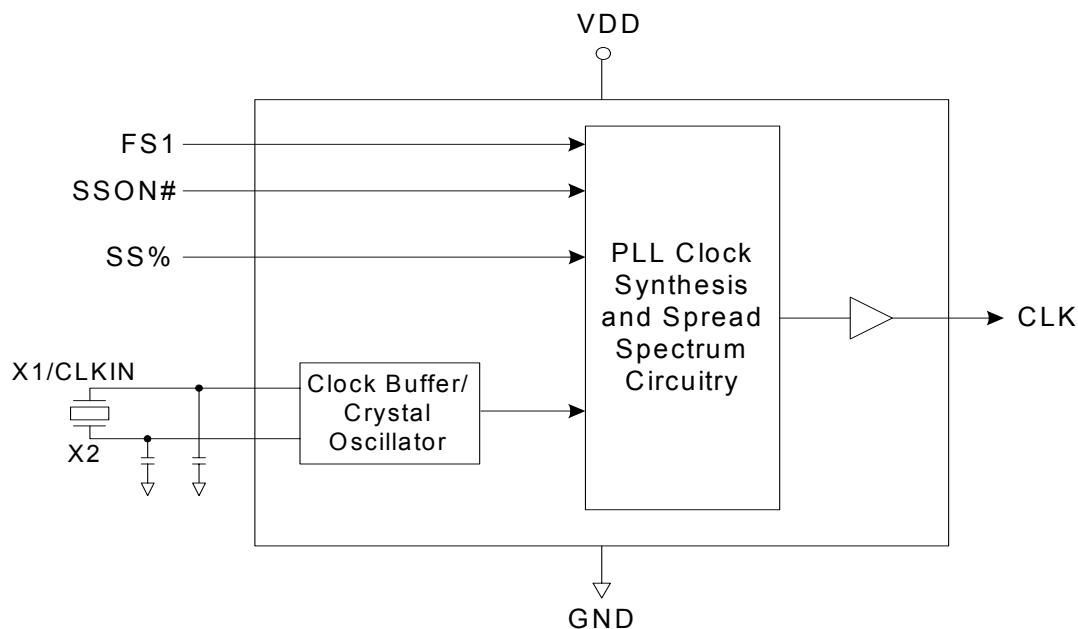 VDD
FS1
SSON#
SS%
PLL Clock
Synthesis
and Spread
Spectrum
Circuitry
CLK
X1/CLKIN
X2
Clock Buffer/
Crystal
Oscillator
GND